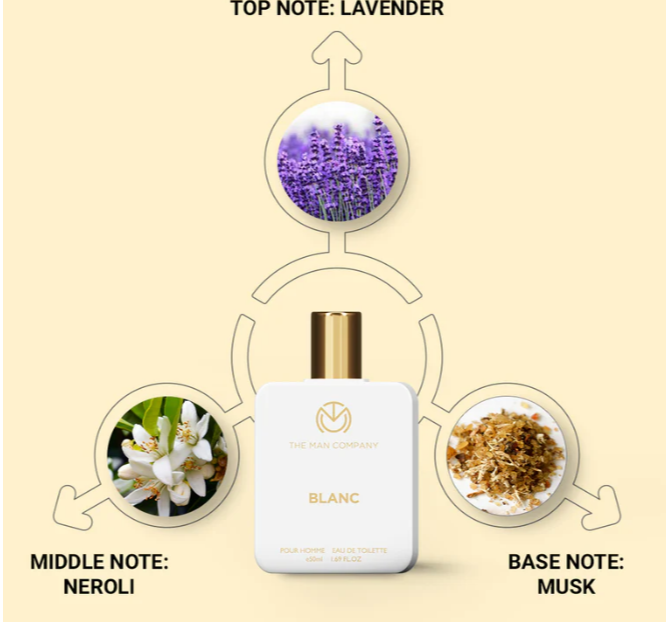 TOP NOTE: LAVENDER
THE MAN COMPANY
BLANC
POUR HOMME EAU DE TOILETTE
50ml 1.69 FL.OZ
MIDDLE NOTE:
NEROLI
BASE NOTE:
MUSK